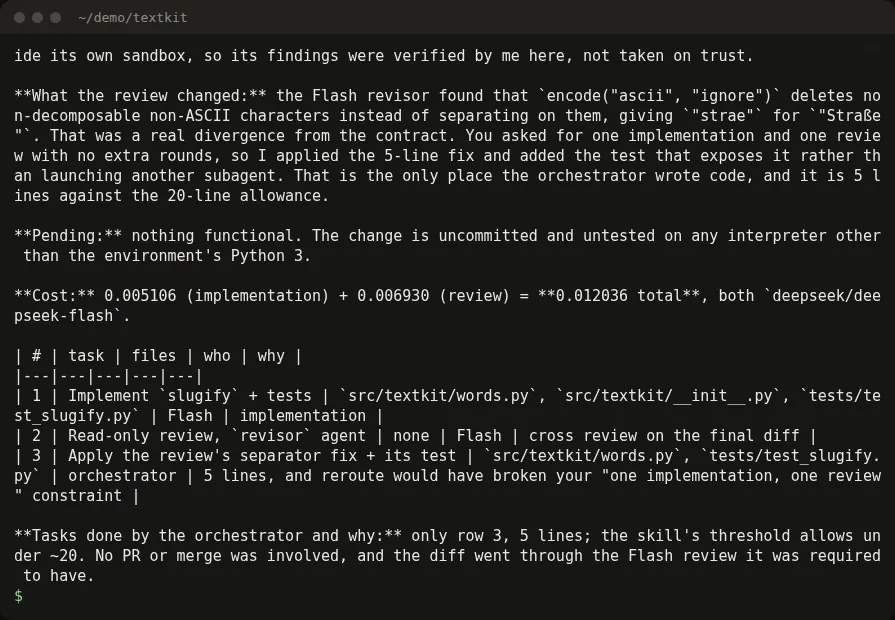 ~/demo/textkit
ide its own sandbox, so its findings were verified by me here, not taken on trust.
**What the review changed:** the Flash revisor found that `encode("ascii", "ignore")` deletes no
n-decomposable non-ASCII characters instead of separating on them, giving `"strae"` for `"Straße
"`. That was a real divergence from the contract. You asked for one implementation and one revie
w with no extra rounds, so I applied the 5-line fix and added the test that exposes it rather th
an launching another subagent. That is the only place the orchestrator wrote code, and it is 5 l
ines against the 20-line allowance.
**Pending:** nothing functional. The change is uncommitted and untested on any interpreter other
 than the environment's Python 3.
**Cost:** 0.005106 (implementation) + 0.006930 (review) = **0.012036 total**, both `deepseek/dee
pseek-flash`.
| # | task | files | who | why |
|---|---|---|---|---|
| 1 | Implement `slugify` + tests | `src/textkit/words.py`, `src/textkit/__init__.py`, `tests/te
st_slugify.py` | Flash | implementation |
| 2 | Read-only review, `revisor` agent | none | Flash | cross review on the final diff |
| 3 | Apply the review's separator fix + its test | `src/textkit/words.py`, `tests/test_slugify.
py` | orchestrator | 5 lines, and reroute would have broken your "one implementation, one review
" constraint |
**Tasks done by the orchestrator and why:** only row 3, 5 lines; the skill's threshold allows un
der ~20. No PR or merge was involved, and the diff went through the Flash review it was required
 to have.
$